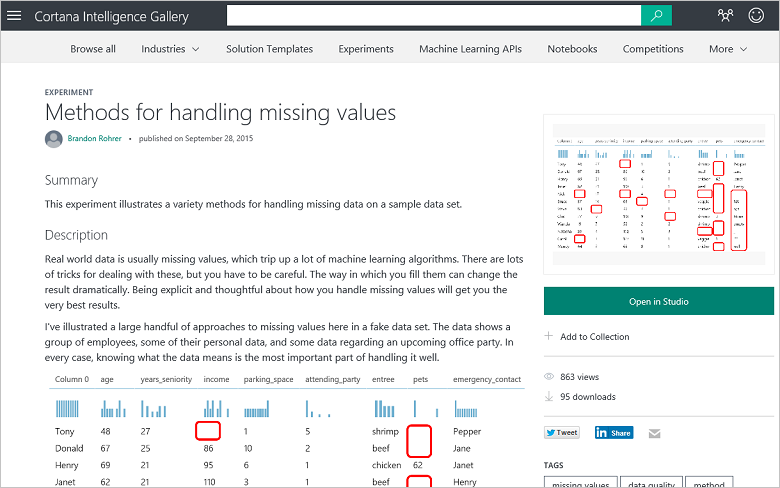 Cortana Intelligence Gallery
Browse all Industries Solution Templates Experiments Machine Learning APIs Notebooks Competitions More
EXPERIMENT
Methods for handling missing values
Brandon Rohrer • published on September 28, 2015
Summary
This experiment illustrates a variety methods for handling missing data on a sample data set.
Description
Real world data is usually missing values, which trip up a lot of machine learning algorithms. There are lots
of tricks for dealing with these, but you have to be careful. The way in which you fill them can change the
result dramatically. Being explicit and thoughtful about how you handle missing values will get you the
very best results.
I've illustrated a large handful of approaches to missing values here in a fake data set. The data shows a
group of employees, some of their personal data, and some data regarding an upcoming office party. In
every case, knowing what the data means is the most important part of handling it well.
Column 0 age years_seniority income parking_space attending_party entree pets emergency_contact
Tony 48 27 1 5 shrimp Pepper
Donald 67 25 86 10 2 beef Jane
Henry 69 21 95 6 1 chicken 62 Janet
Janet 62 21 110 3 1 beef Henry
Open in Studio
Add to Collection
863 views
95 downloads
Tweet Share
TAGS
missing values data quality method